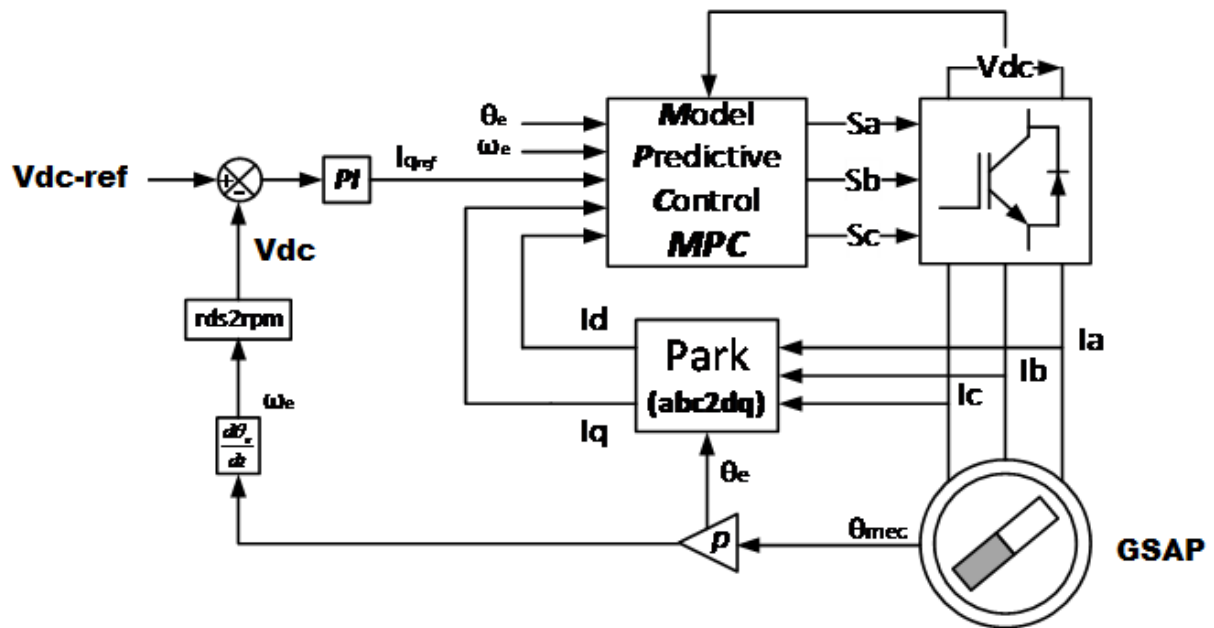 Vdc
θe
ωe
Model
Predictive
Control
MPC
Sa
Sb
Sc
Vdc-ref
+
-
PI
Iqref
Vdc
rds2rpm
ωe
Id
Iq
Park
(abc2dq)
Ia
Ib
Ic
θe
p
θmec
GSAP